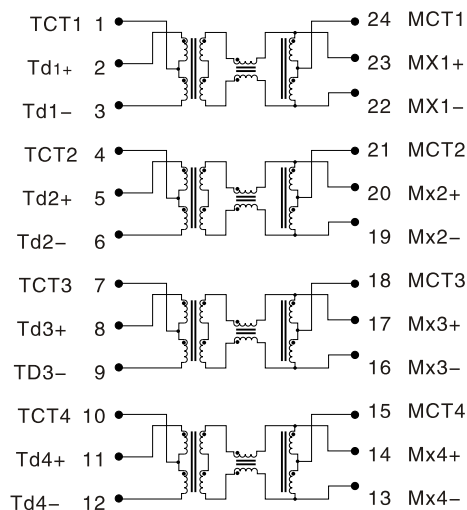 TCT1 1 24 MCT1
Td1+ 2 23 MX1+
Td1− 3 22 MX1−
TCT2 4 21 MCT2
Td2+ 5 20 Mx2+
Td2− 6 19 Mx2−
TCT3 7 18 MCT3
Td3+ 8 17 Mx3+
TD3− 9 16 Mx3−
TCT4 10 15 MCT4
Td4+ 11 14 Mx4+
Td4− 12 13 Mx4−